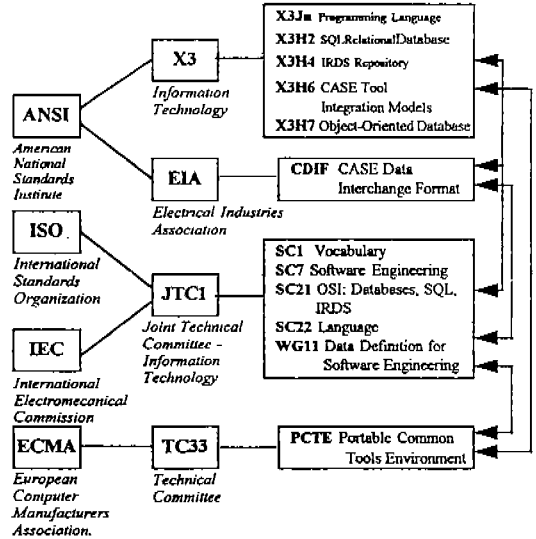 X3Jn Programming Language
X3H2 SQLRelationalDatabase
X3H4 IRDS Repository
X3H6 CASE Tool
Integration Models
X3H7 Object-Oriented Database
X3
Information
Technology
ANSI
American
National
Standards
Institute
EIA
Electrical Industries
Association
CDIF CASE Data
Interchange Format
ISO
International
Standards
Organization
JTC1
Joint Technical
Committee -
Information
Technology
SC1 Vocabulary
SC7 Software Engineering
SC21 OSI: Databases, SQL,
IRDS
SC22 Language
WG11 Data Definition for
Software Engineering
IEC
International
Electromecanical
Commission
ECMA
European
Computer
Manufacturers
Association.
TC33
Technical
Committee
PCTE Portable Common
Tools Environment